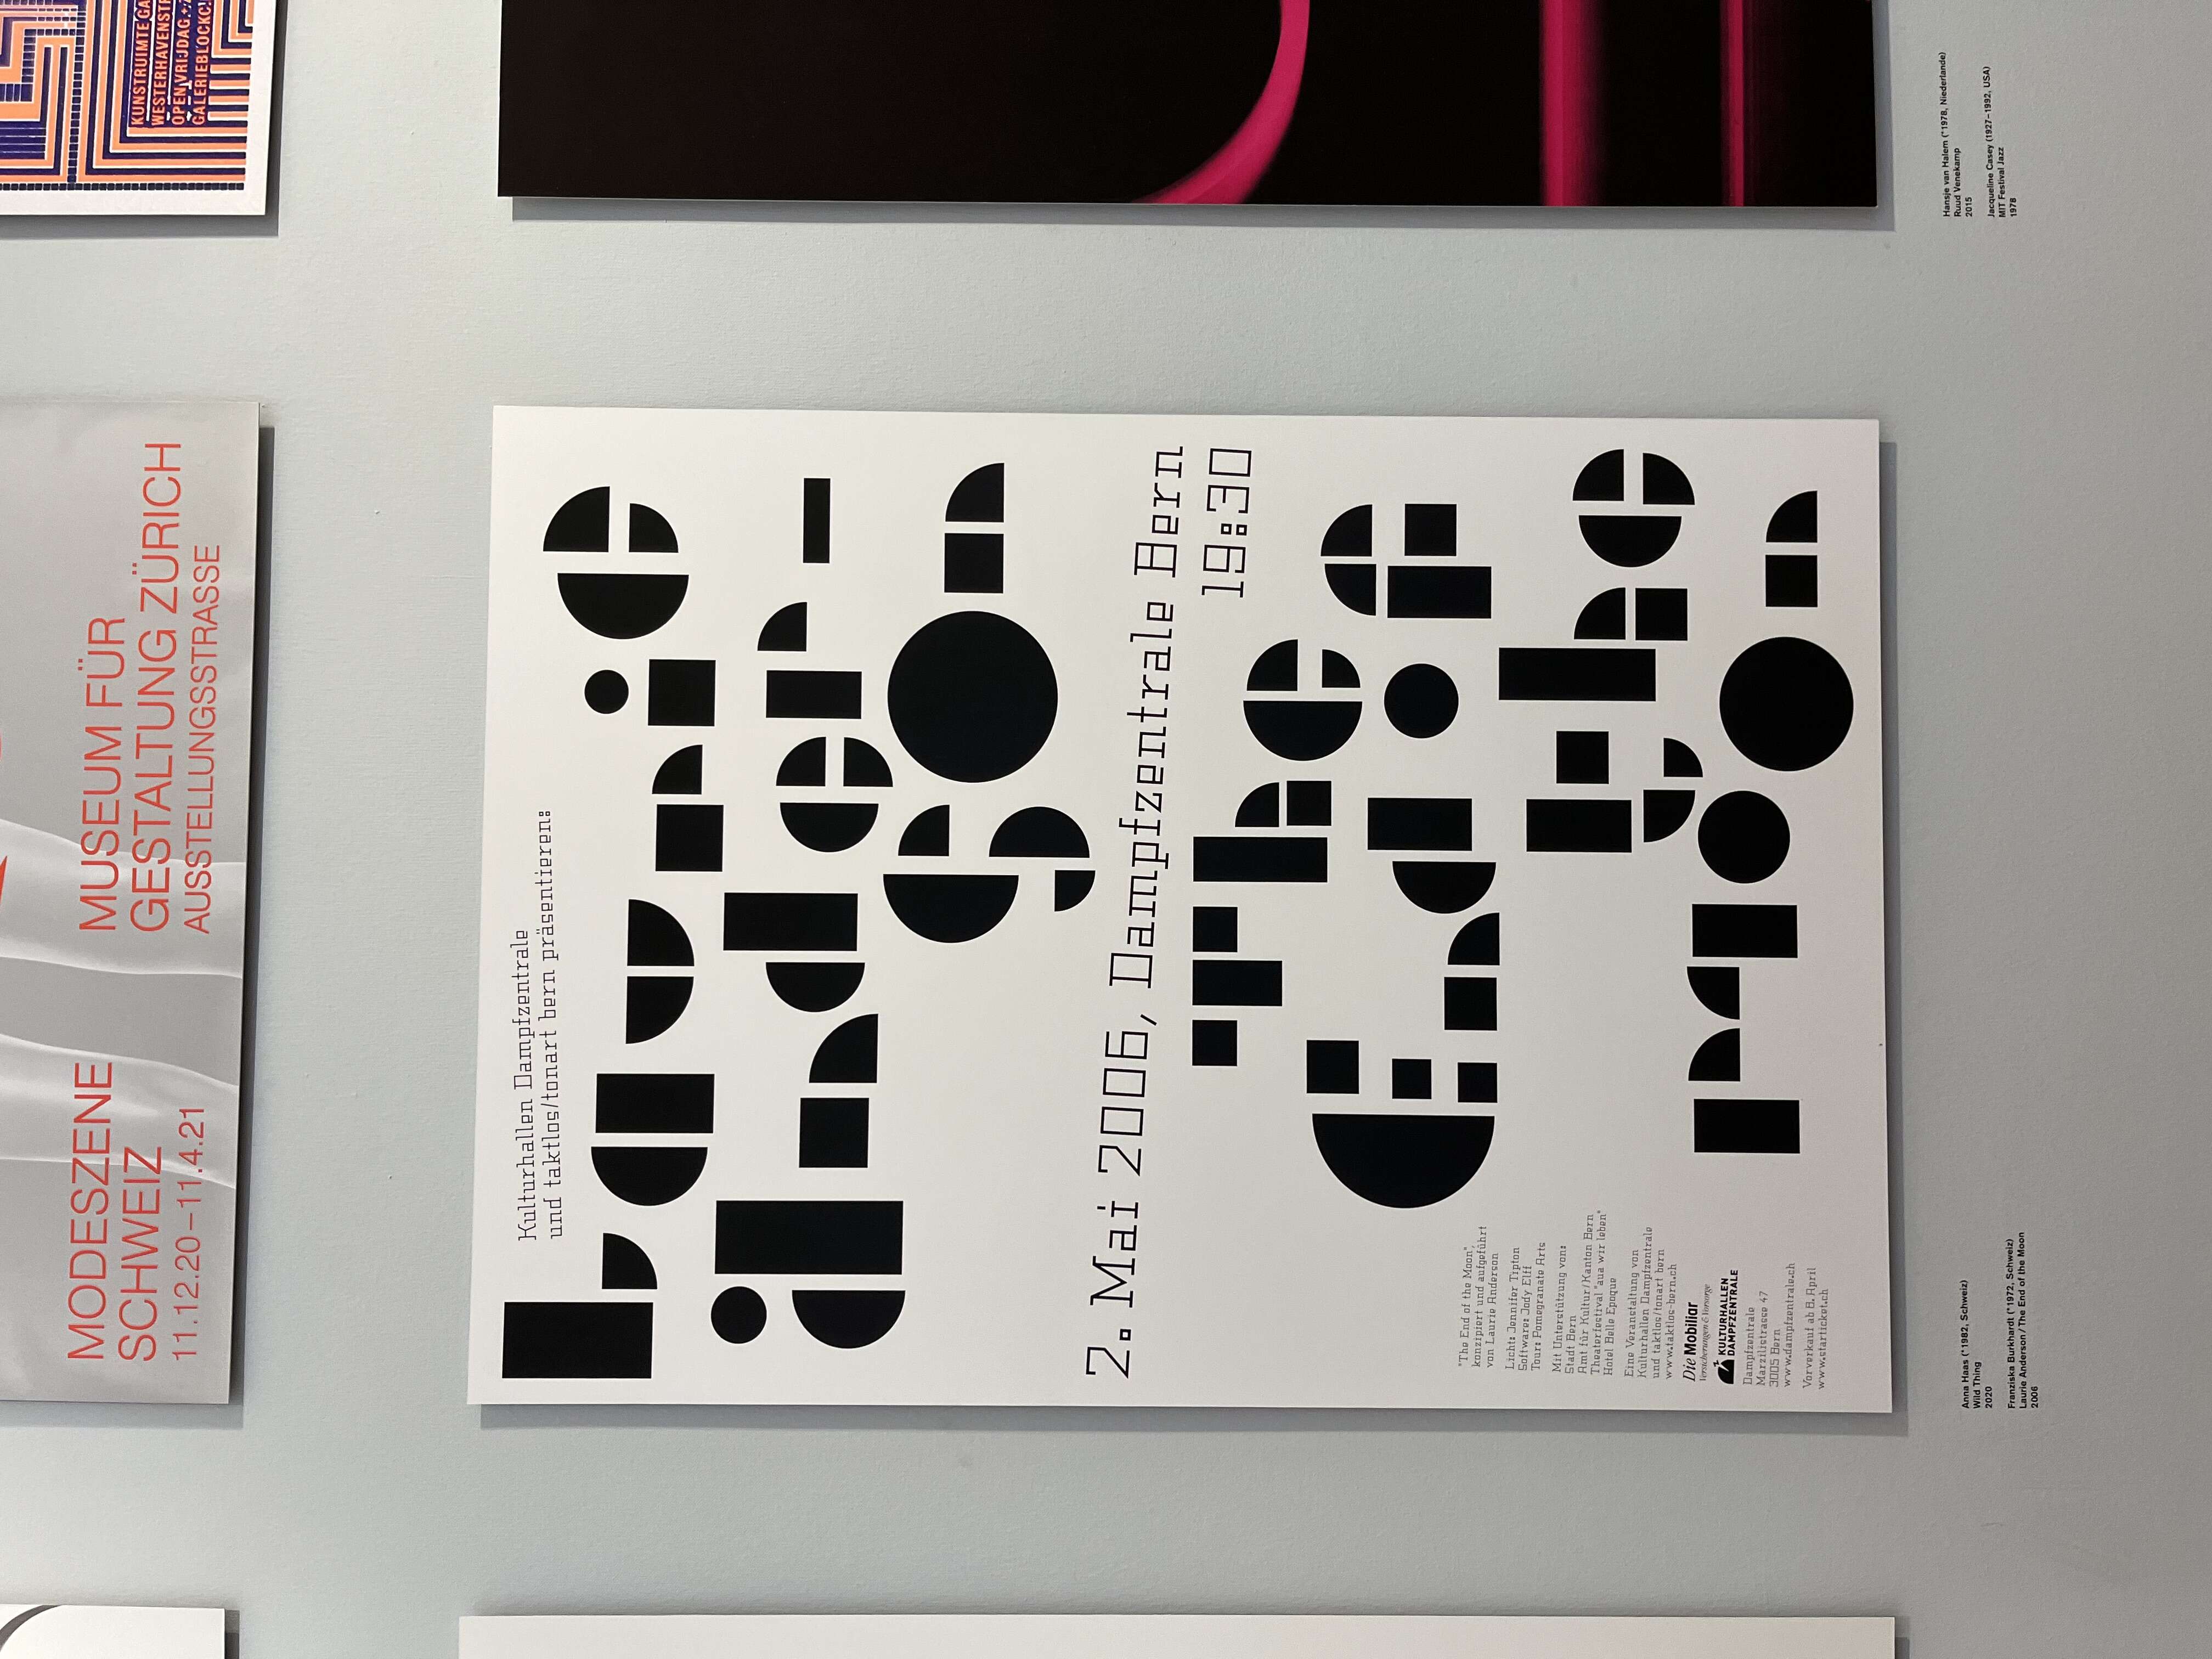 MODESZENE
SCHWEIZ
11.12.20–11.4.21
MUSEUM FÜR
GESTALTUNG ZÜRICH
AUSSTELLUNGSSTRASSE
KUNSTRUIMTE
OPEN VRIJDAG
Kulturhallen Dampfzentrale
und taktlos/tonart bern präsentieren:
Laurie
Ander-
son
2. Mai 2006, Dampfzentrale Bern
19:30
The
End of
the
Moon
"The End of the Moon",
konzipiert und aufgeführt
von Laurie Anderson
Licht: Jennifer Tipton
Software: Jody Elff
Tour: Pomegranate Arts
Mit Unterstützung von:
Stadt Bern
Amt für Kultur/Kanton Bern
Theaterfestival "aua wir leben"
Hotel Belle Epoque
Eine Veranstaltung von
Kulturhallen Dampfzentrale
und taktlos/tonart bern
www.taktlos-bern.ch
Die Mobiliar
Versicherungen & Vorsorge
KULTURHALLEN
DAMPFZENTRALE
Dampfzentrale
Marzilistrasse 47
3005 Bern
www.dampfzentrale.ch
Vorverkauf ab 8. April
www.starticket.ch
Anna Haas (*1982, Schweiz)
Wild Thing
2020
Franziska Burkhardt (*1972, Schweiz)
Laurie Anderson / The End of the Moon
2006
Hansje van Halem (*1978, Niederlande)
Ruud Venekamp
2015
Jacqueline Casey (1927–1992, USA)
MIT Festival Jazz
1978